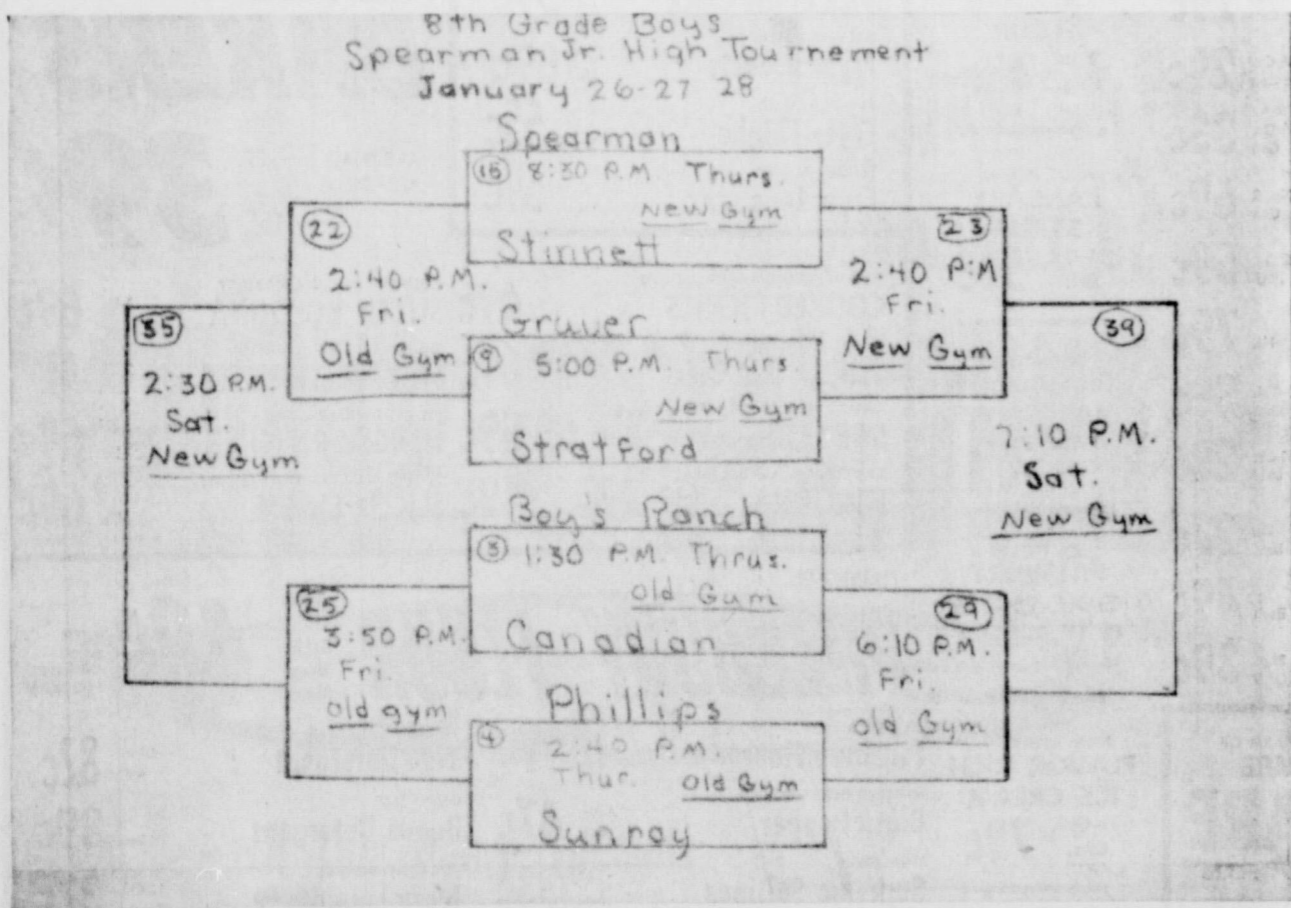 8th Grade Boys
Spearman Jr. High Tournement
January 26-27 28
Spearman
15 8:30 P.M. Thurs.
New Gym
Stinnett
22
2:40 P.M.
Fri.
Old Gym
23
2:40 P:M
Fri.
New Gym
Gruver
9 5:00 P.M. Thurs.
New Gym
Stratford
35
2:30 P.M.
Sat.
New Gym
39
7:10 P.M.
Sat.
New Gym
Boy's Ranch
3 1:30 P.M. Thrus.
old Gym
Canadian
25
3:50 P.M.
Fri.
old gym
29
6:10 P.M.
Fri.
old Gym
Phillips
4 2:40 P.M.
Thur. Old Gym
Sunray